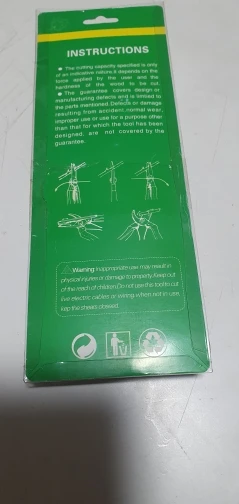 INSTRUCTIONS
● The cutting capacity specified is only
of an indicative nature.It depends on the
force applied by the user and the
hardness of the wood to be cut.
● The guarantee covers design or
manufacturing defects and is limited to
the parts mentioned. Defects or damage
resulting from accident, normal wear,
improper use or use for a purpose other
than that for which the tool has been
designed, are not covered by the
guarantee.
Warning: Inappropriate use may result in
physical injuries or damage to property. Keep out
of the reach of children. Do not use this tool to cut
live electric cables or wiring. when not in use,
kep the shears closed.